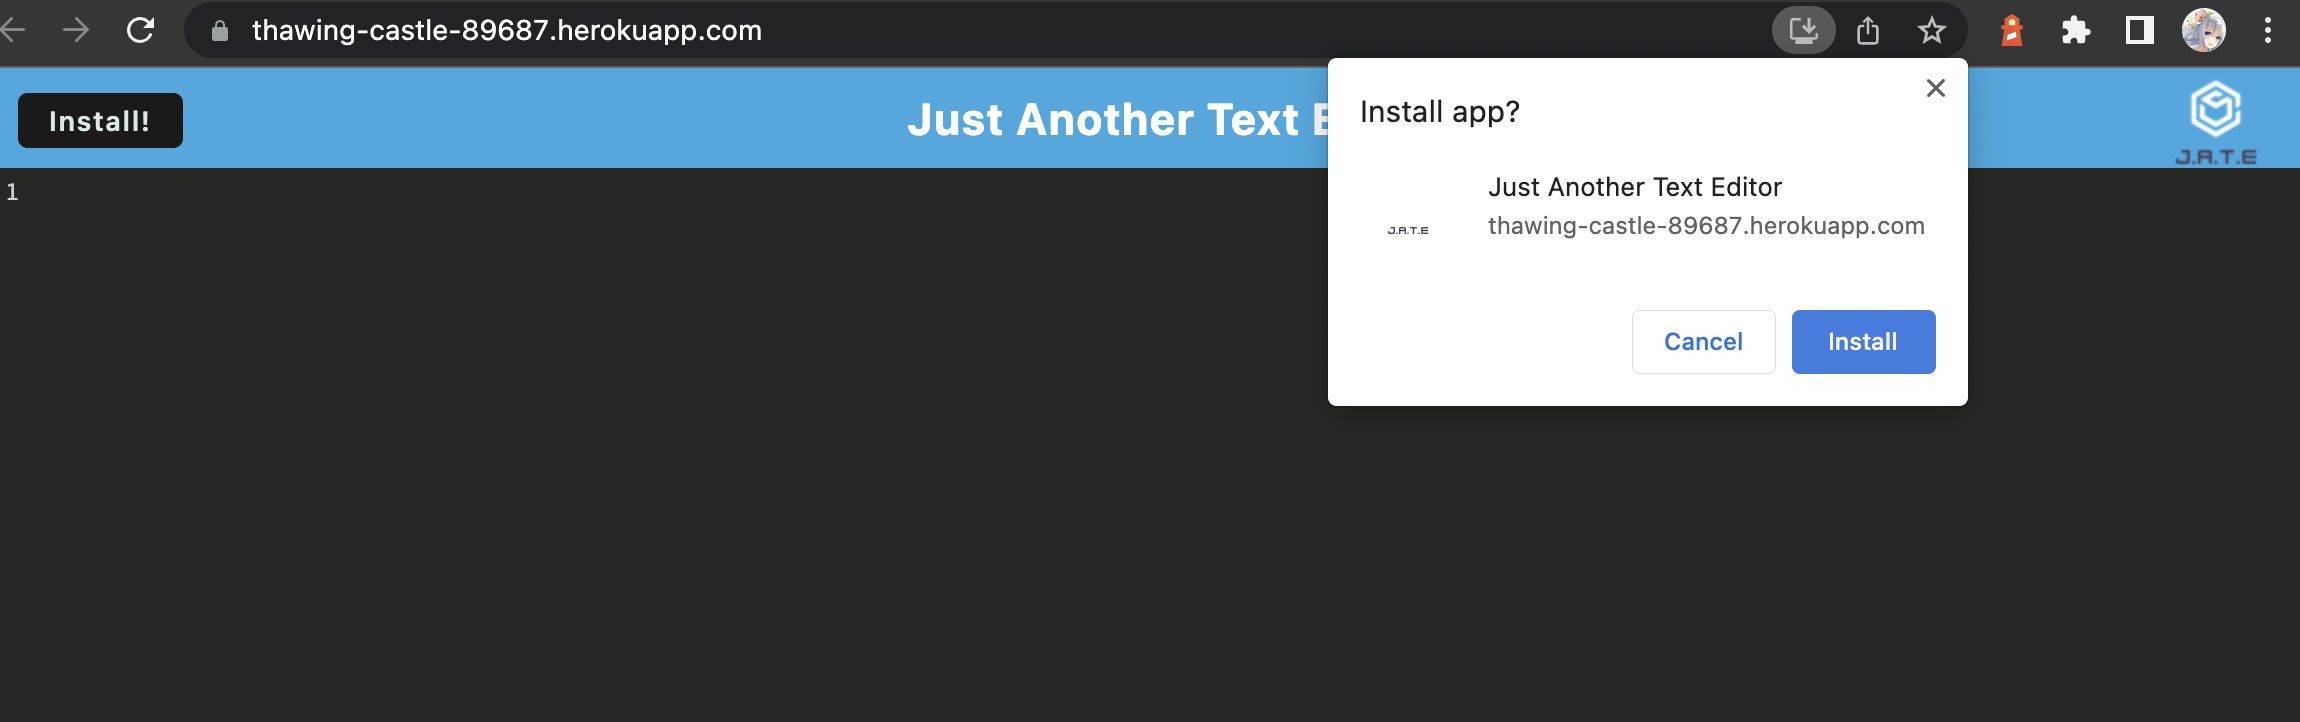 thawing-castle-89687.herokuapp.com
Install!
Just Another Text E
J.A.T.E
1
Install app?
J.A.T.E
Just Another Text Editor
thawing-castle-89687.herokuapp.com
Cancel
Install